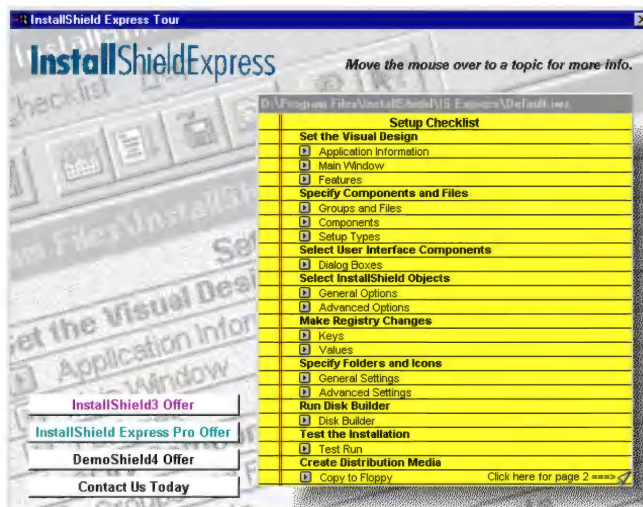 InstallShield Express Tour
InstallShieldExpress
Move the mouse over to a topic for more info.
D:\Program Files\InstallShield\IS Express\Default.iwz
Setup Checklist
Set the Visual Design
Application Information
Main Window
Features
Specify Components and Files
Groups and Files
Components
Setup Types
Select User Interface Components
Dialog Boxes
Select InstallShield Objects
General Options
Advanced Options
Make Registry Changes
Keys
Values
Specify Folders and Icons
General Settings
Advanced Settings
Run Disk Builder
Disk Builder
Test the Installation
Test Run
Create Distribution Media
Copy to Floppy
Click here for page 2 ===>
InstallShield3 Offer
InstallShield Express Pro Offer
DemoShield4 Offer
Contact Us Today